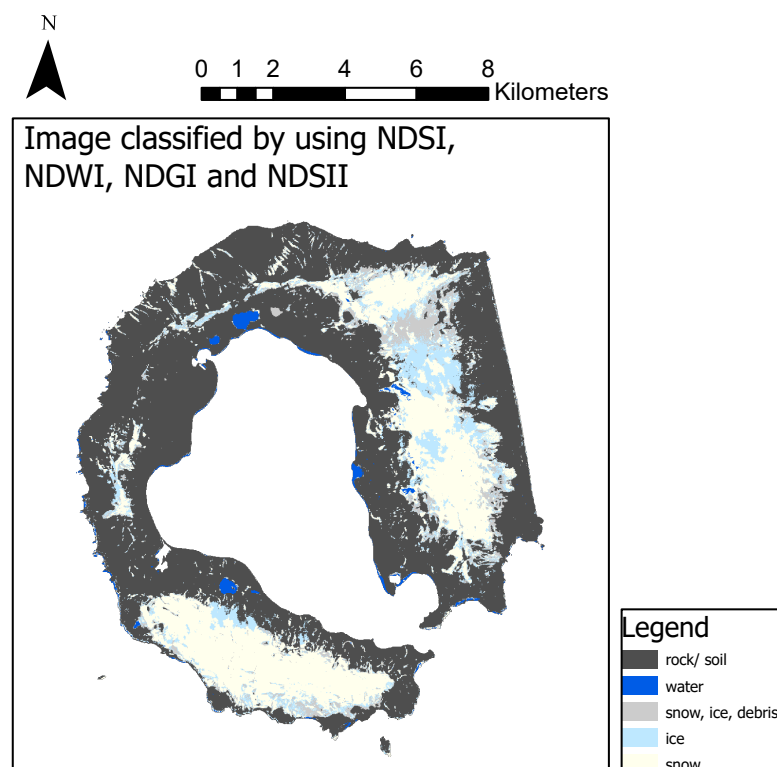 N
0 1 2 4 6 8
Kilometers
Image classified by using NDSI,
NDWI, NDGI and NDSII
Legend
rock/ soil
water
snow, ice, debris
ice
snow